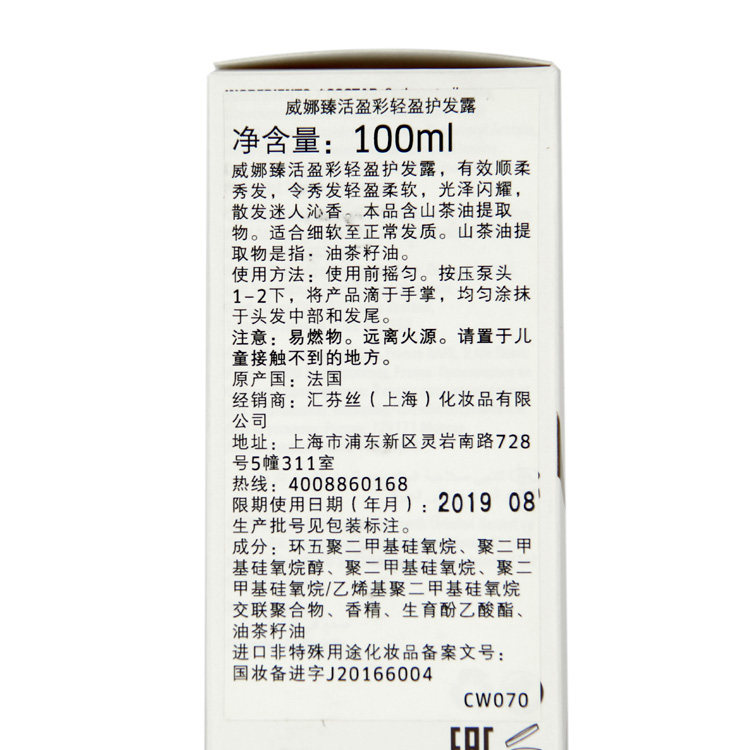 威娜臻活盈彩轻盈护发露
净含量：100ml
威娜臻活盈彩轻盈护发露，有效顺柔
秀发，令秀发轻盈柔软，光泽闪耀，
散发迷人沁香。本品含山茶油提取
物。适合细软至正常发质。山茶油提
取物是指：油茶籽油。
使用方法：使用前摇匀。按压泵头
1-2下，将产品滴于手掌，均匀涂抹
于头发中部和发尾。
注意：易燃物。远离火源。请置于儿
童接触不到的地方。
原产国：法国
经销商：汇芬丝（上海）化妆品有限
公司
地址：上海市浦东新区灵岩南路728
号5幢311室
热线：4008860168
限期使用日期（年月）：2019 08
生产批号见包装标注。
成分：环五聚二甲基硅氧烷、聚二甲
基硅氧烷醇、聚二甲基硅氧烷、聚二
甲基硅氧烷/乙烯基聚二甲基硅氧烷
交联聚合物、香精、生育酚乙酸酯、
油茶籽油
进口非特殊用途化妆品备案文号：
国妆备进字J20166004
CW070
EAC